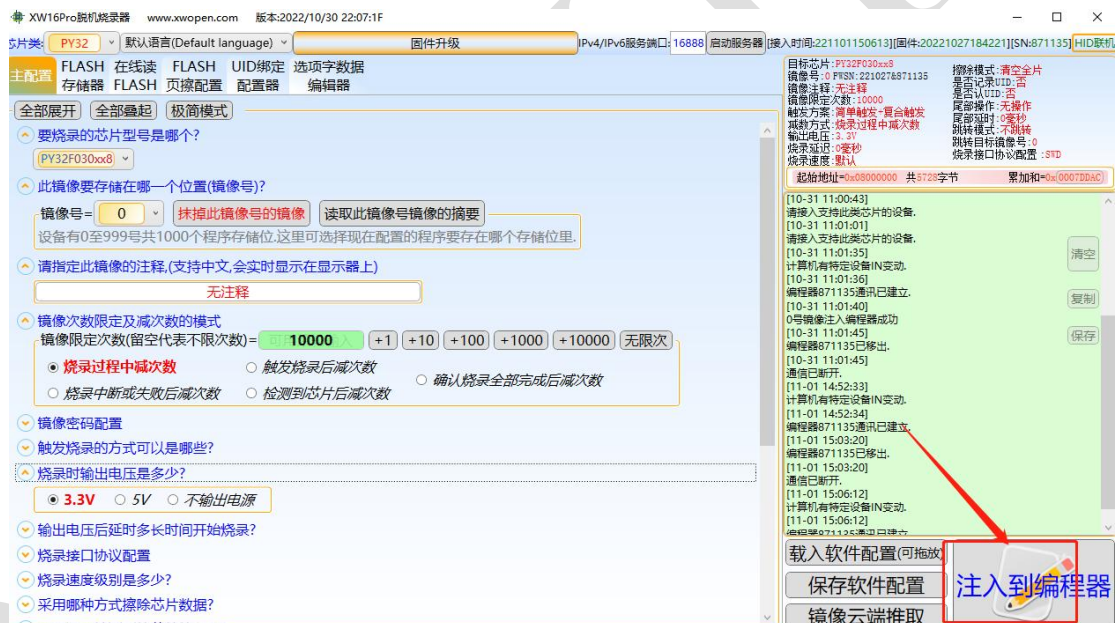 XW16Pro脱机烧录器 www.xwopen.com 版本:2022/10/30 22:07:1F
芯片类: PY32 默认语言(Default language) 固件升级 IPv4/IPv6服务端口: 16888 启动服务器 [接入时间:221101150613][固件:20221027184221][SN:871135] HID联机
主配置 FLASH存储器 在线读FLASH FLASH页擦配置 UID绑定配置器 选项字数据编辑器
全部展开 全部叠起 极简模式
要烧录的芯片型号是哪个?
PY32F030xx8
此镜像要存储在哪一个位置(镜像号)?
镜像号= 0 抹掉此镜像号的镜像 读取此镜像号镜像的摘要
设备有0至999号共1000个程序存储位.这里可选择现在配置的程序要存在哪个存储位里.
请指定此镜像的注释,(支持中文,会实时显示在显示器上)
无注释
镜像次数限定及减次数的模式
镜像限定次数(留空代表不限次数)= 10000 +1 +10 +100 +1000 +10000 无限次
烧录过程中减次数 触发烧录后减次数
确认烧录全部完成后减次数
烧录中断或失败后减次数 检测到芯片后减次数
镜像密码配置
触发烧录的方式可以是哪些?
烧录时输出电压是多少?
3.3V 5V 不输出电源
输出电压后延时多长时间开始烧录?
烧录接口协议配置
烧录速度级别是多少?
采用哪种方式擦除芯片数据?
目标芯片:PY32F030xx8
镜像号:0 FWSN:221027&871135
镜像注释:无注释
镜像限定次数:10000
触发方案:简单触发-复合触发
减数方式:烧录过程中减次数
输出电压:3.3V
烧录延迟:0毫秒
烧录速度:默认
擦除模式:清空全片
是否记录UID:否
是否认UID:否
尾部操作:无操作
尾部延时:0毫秒
跳转模式:不跳转
跳转目标镜像号:0
烧录接口协议配置:SWD
起始地址=0x08000000 共5728字节 累加和=0x(0007DDAC)
[10-31 11:00:43]
请接入支持此类芯片的设备.
[10-31 11:01:01]
请接入支持此类芯片的设备.
[10-31 11:01:35]
计算机有特定设备IN变动.
[10-31 11:01:36]
编程器871135通讯已建立.
[10-31 11:01:40]
0号镜像注入编程器成功
[10-31 11:01:45]
编程器871135已移出.
[10-31 11:01:45]
通信已断开.
[11-01 14:52:33]
计算机有特定设备IN变动.
[11-01 14:52:34]
编程器871135通讯已建立.
[11-01 15:03:20]
编程器871135已移出.
[11-01 15:03:20]
通信已断开.
[11-01 15:06:12]
计算机有特定设备IN变动.
[11-01 15:06:12]
编程器871135通讯已建立
清空
复制
保存
载入软件配置(可拖放)
保存软件配置
镜像云端推取
注入到编程器